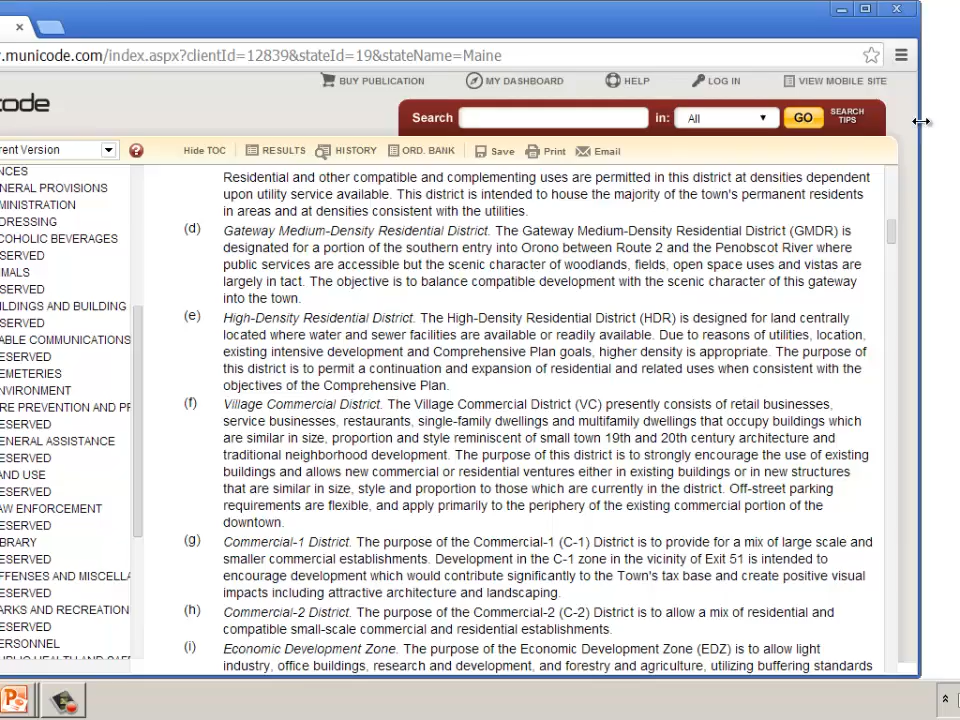 .municode.com/index.aspx?clientId=12839&stateId=19&stateName=Maine
BUY PUBLICATION MY DASHBOARD HELP LOG IN VIEW MOBILE SITE
code
Search in: All GO SEARCH TIPS
rent Version Hide TOC RESULTS HISTORY ORD. BANK Save Print Email
NCES
NERAL PROVISIONS
MINISTRATION
DRESSING
COHOLIC BEVERAGES
SERVED
IMALS
SERVED
ILDINGS AND BUILDING
SERVED
ABLE COMMUNICATIONS
ESERVED
EMETERIES
NVIRONMENT
RE PREVENTION AND PF
ESERVED
ENERAL ASSISTANCE
ESERVED
AND USE
ESERVED
AW ENFORCEMENT
ESERVED
IBRARY
ESERVED
FFENSES AND MISCELLA
ESERVED
ARKS AND RECREATION
ESERVED
ERSONNEL
Residential and other compatible and complementing uses are permitted in this district at densities dependent
upon utility service available. This district is intended to house the majority of the town's permanent residents
in areas and at densities consistent with the utilities.
(d) Gateway Medium-Density Residential District. The Gateway Medium-Density Residential District (GMDR) is
designated for a portion of the southern entry into Orono between Route 2 and the Penobscot River where
public services are accessible but the scenic character of woodlands, fields, open space uses and vistas are
largely in tact. The objective is to balance compatible development with the scenic character of this gateway
into the town.
(e) High-Density Residential District. The High-Density Residential District (HDR) is designed for land centrally
located where water and sewer facilities are available or readily available. Due to reasons of utilities, location,
existing intensive development and Comprehensive Plan goals, higher density is appropriate. The purpose of
this district is to permit a continuation and expansion of residential and related uses when consistent with the
objectives of the Comprehensive Plan.
(f) Village Commercial District. The Village Commercial District (VC) presently consists of retail businesses,
service businesses, restaurants, single-family dwellings and multifamily dwellings that occupy buildings which
are similar in size, proportion and style reminiscent of small town 19th and 20th century architecture and
traditional neighborhood development. The purpose of this district is to strongly encourage the use of existing
buildings and allows new commercial or residential ventures either in existing buildings or in new structures
that are similar in size, style and proportion to those which are currently in the district. Off-street parking
requirements are flexible, and apply primarily to the periphery of the existing commercial portion of the
downtown.
(g) Commercial-1 District. The purpose of the Commercial-1 (C-1) District is to provide for a mix of large scale and
smaller commercial establishments. Development in the C-1 zone in the vicinity of Exit 51 is intended to
encourage development which would contribute significantly to the Town's tax base and create positive visual
impacts including attractive architecture and landscaping.
(h) Commercial-2 District. The purpose of the Commercial-2 (C-2) District is to allow a mix of residential and
compatible small-scale commercial and residential establishments.
(i) Economic Development Zone. The purpose of the Economic Development Zone (EDZ) is to allow light
industry, office buildings, research and development, and forestry and agriculture, utilizing buffering standards